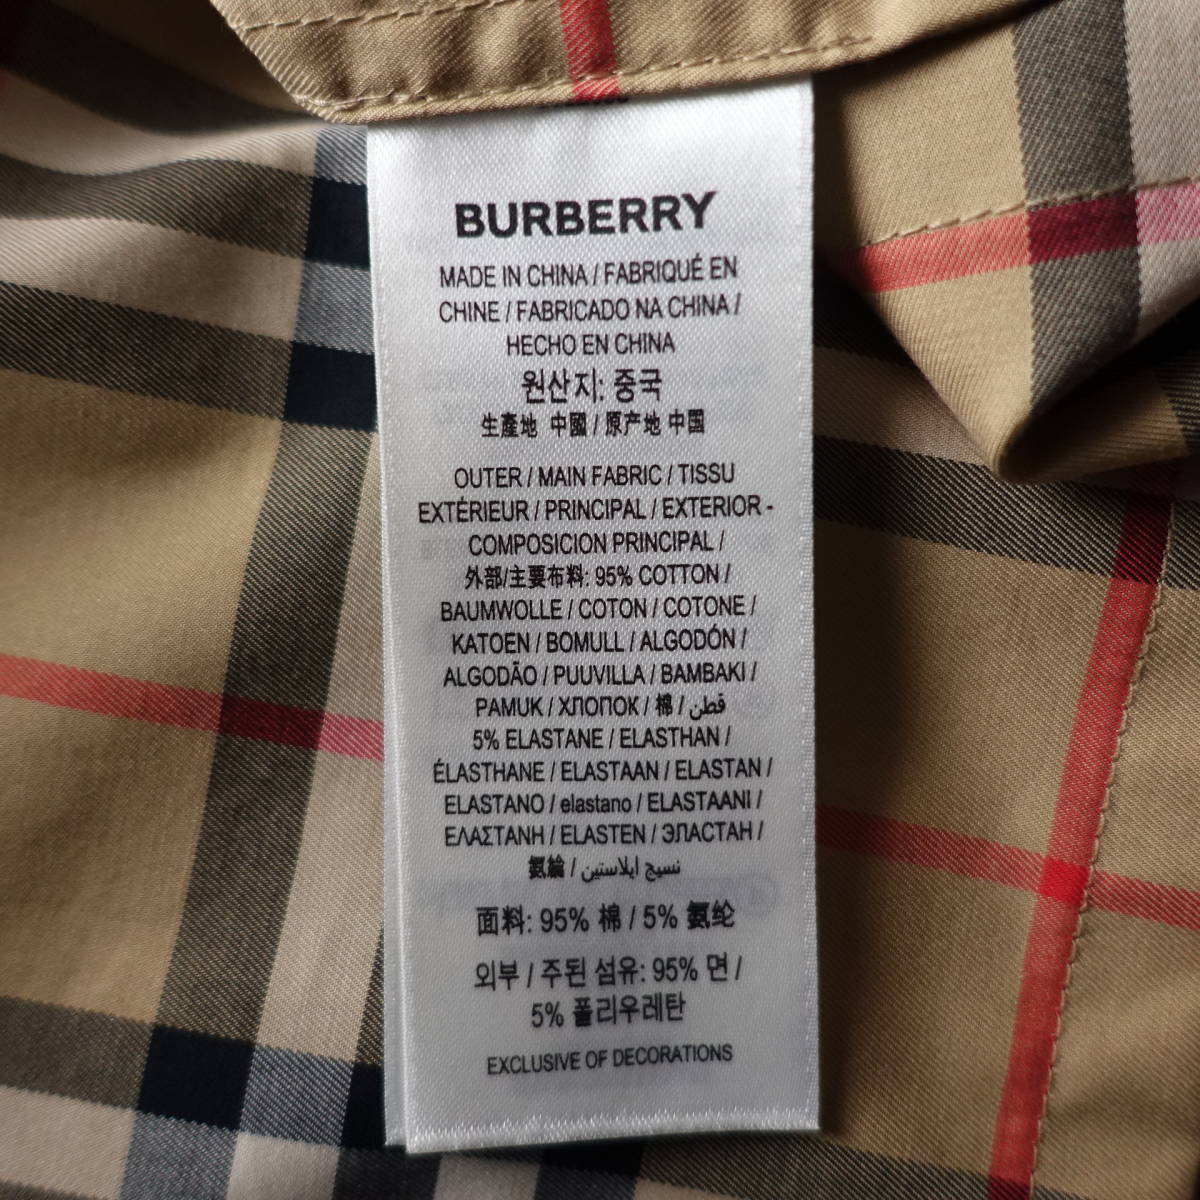 BURBERRY
MADE IN CHINA / FABRIQUÉ EN
CHINE / FABRICADO NA CHINA /
HECHO EN CHINA
원산지: 중국
生產地 中國 / 原产地 中国
OUTER / MAIN FABRIC / TISSU
EXTÉRIEUR / PRINCIPAL / EXTERIOR -
COMPOSICION PRINCIPAL /
外部/主要布料: 95% COTTON /
BAUMWOLLE / COTON / COTONE /
KATOEN / BOMULL / ALGODÓN /
ALGODÃO / PUUVILLA / BAMBAKI /
PAMUK / ХЛОПОК / 棉 / قطن
5% ELASTANE / ELASTHAN /
ÉLASTHANE / ELASTAAN / ELASTAN /
ELASTANO / elastano / ELASTAANI /
ΕΛΑΣΤΑΝΗ / ELASTEN / ЭЛАСТАН /
氨綸 / نسيج ايلاستين
面料: 95% 棉 / 5% 氨纶
외부 / 주된 섬유: 95% 면 /
5% 폴리우레탄
EXCLUSIVE OF DECORATIONS